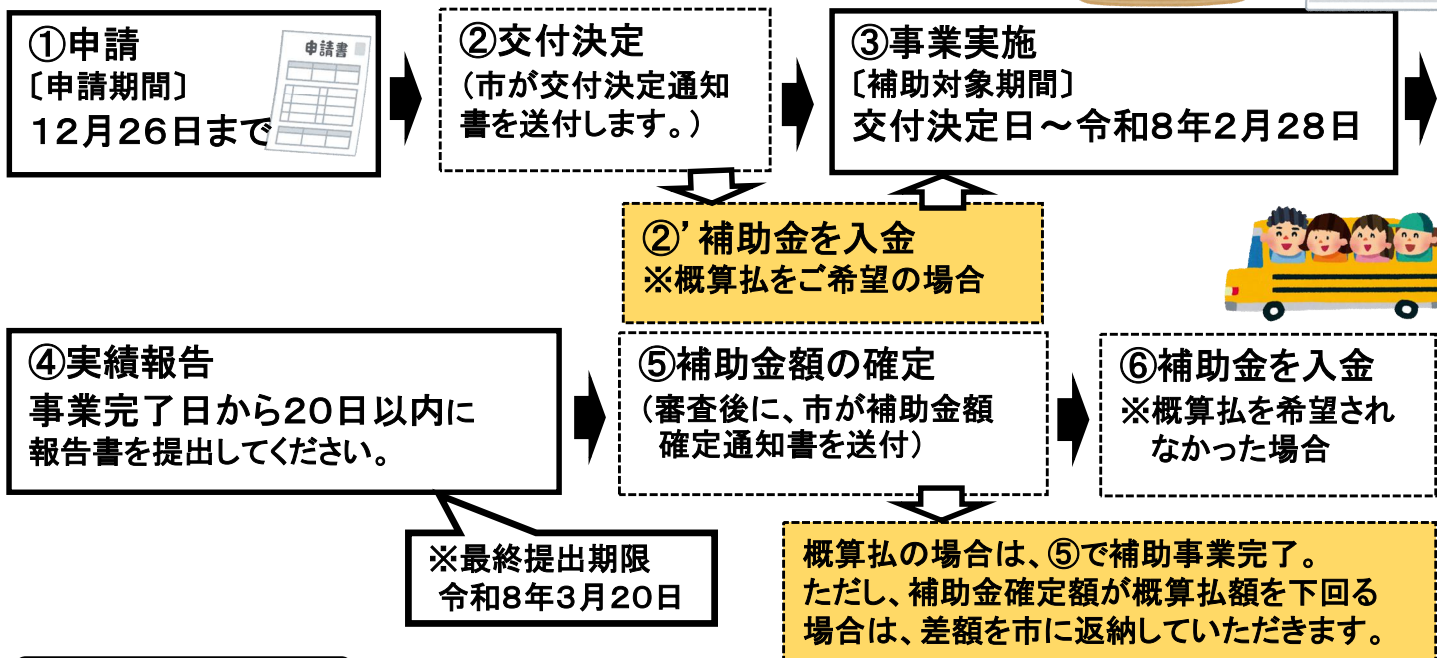 ①申請
〔申請期間〕
12月26日まで
申請書
②交付決定
(市が交付決定通知
書を送付します。)
③事業実施
〔補助対象期間〕
交付決定日～令和8年2月28日
②’補助金を入金
※概算払をご希望の場合
④実績報告
事業完了日から20日以内に
報告書を提出してください。
※最終提出期限
令和8年3月20日
⑤補助金額の確定
(審査後に、市が補助金額
確定通知書を送付)
⑥補助金を入金
※概算払を希望され
なかった場合
概算払の場合は、⑤で補助事業完了。
ただし、補助金確定額が概算払額を下回る
場合は、差額を市に返納していただきます。